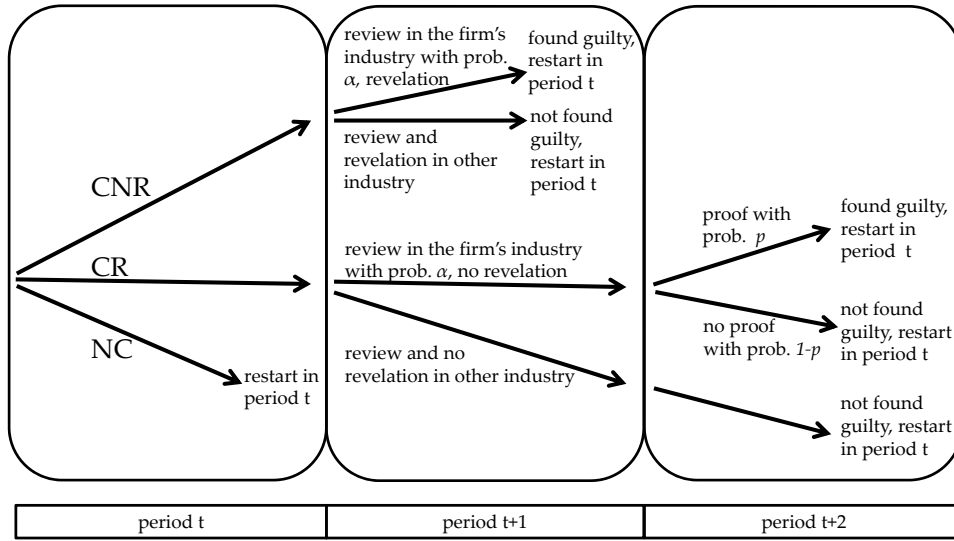 review in the firm's
industry with prob.
α, revelation
found guilty,
restart in
period t
review and
revelation in other
industry
not found
guilty,
restart in
period t
CNR
CR
NC
restart in
period t
review in the firm's industry
with prob. α, no revelation
review and no
revelation in other industry
proof with
prob. p
found guilty,
restart in
period t
no proof
with prob. 1-p
not found
guilty, restart
in period t
not found
guilty, restart
in period t
period t
period t+1
period t+2